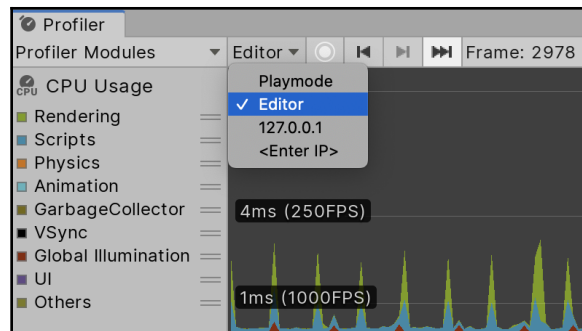 Profiler
Profiler Modules Editor Frame: 2978
Playmode
CPU CPU Usage
✓ Editor
Rendering
127.0.0.1
Scripts
<Enter IP>
Physics
Animation
GarbageCollector
4ms (250FPS)
VSync
Global Illumination
UI
1ms (1000FPS)
Others